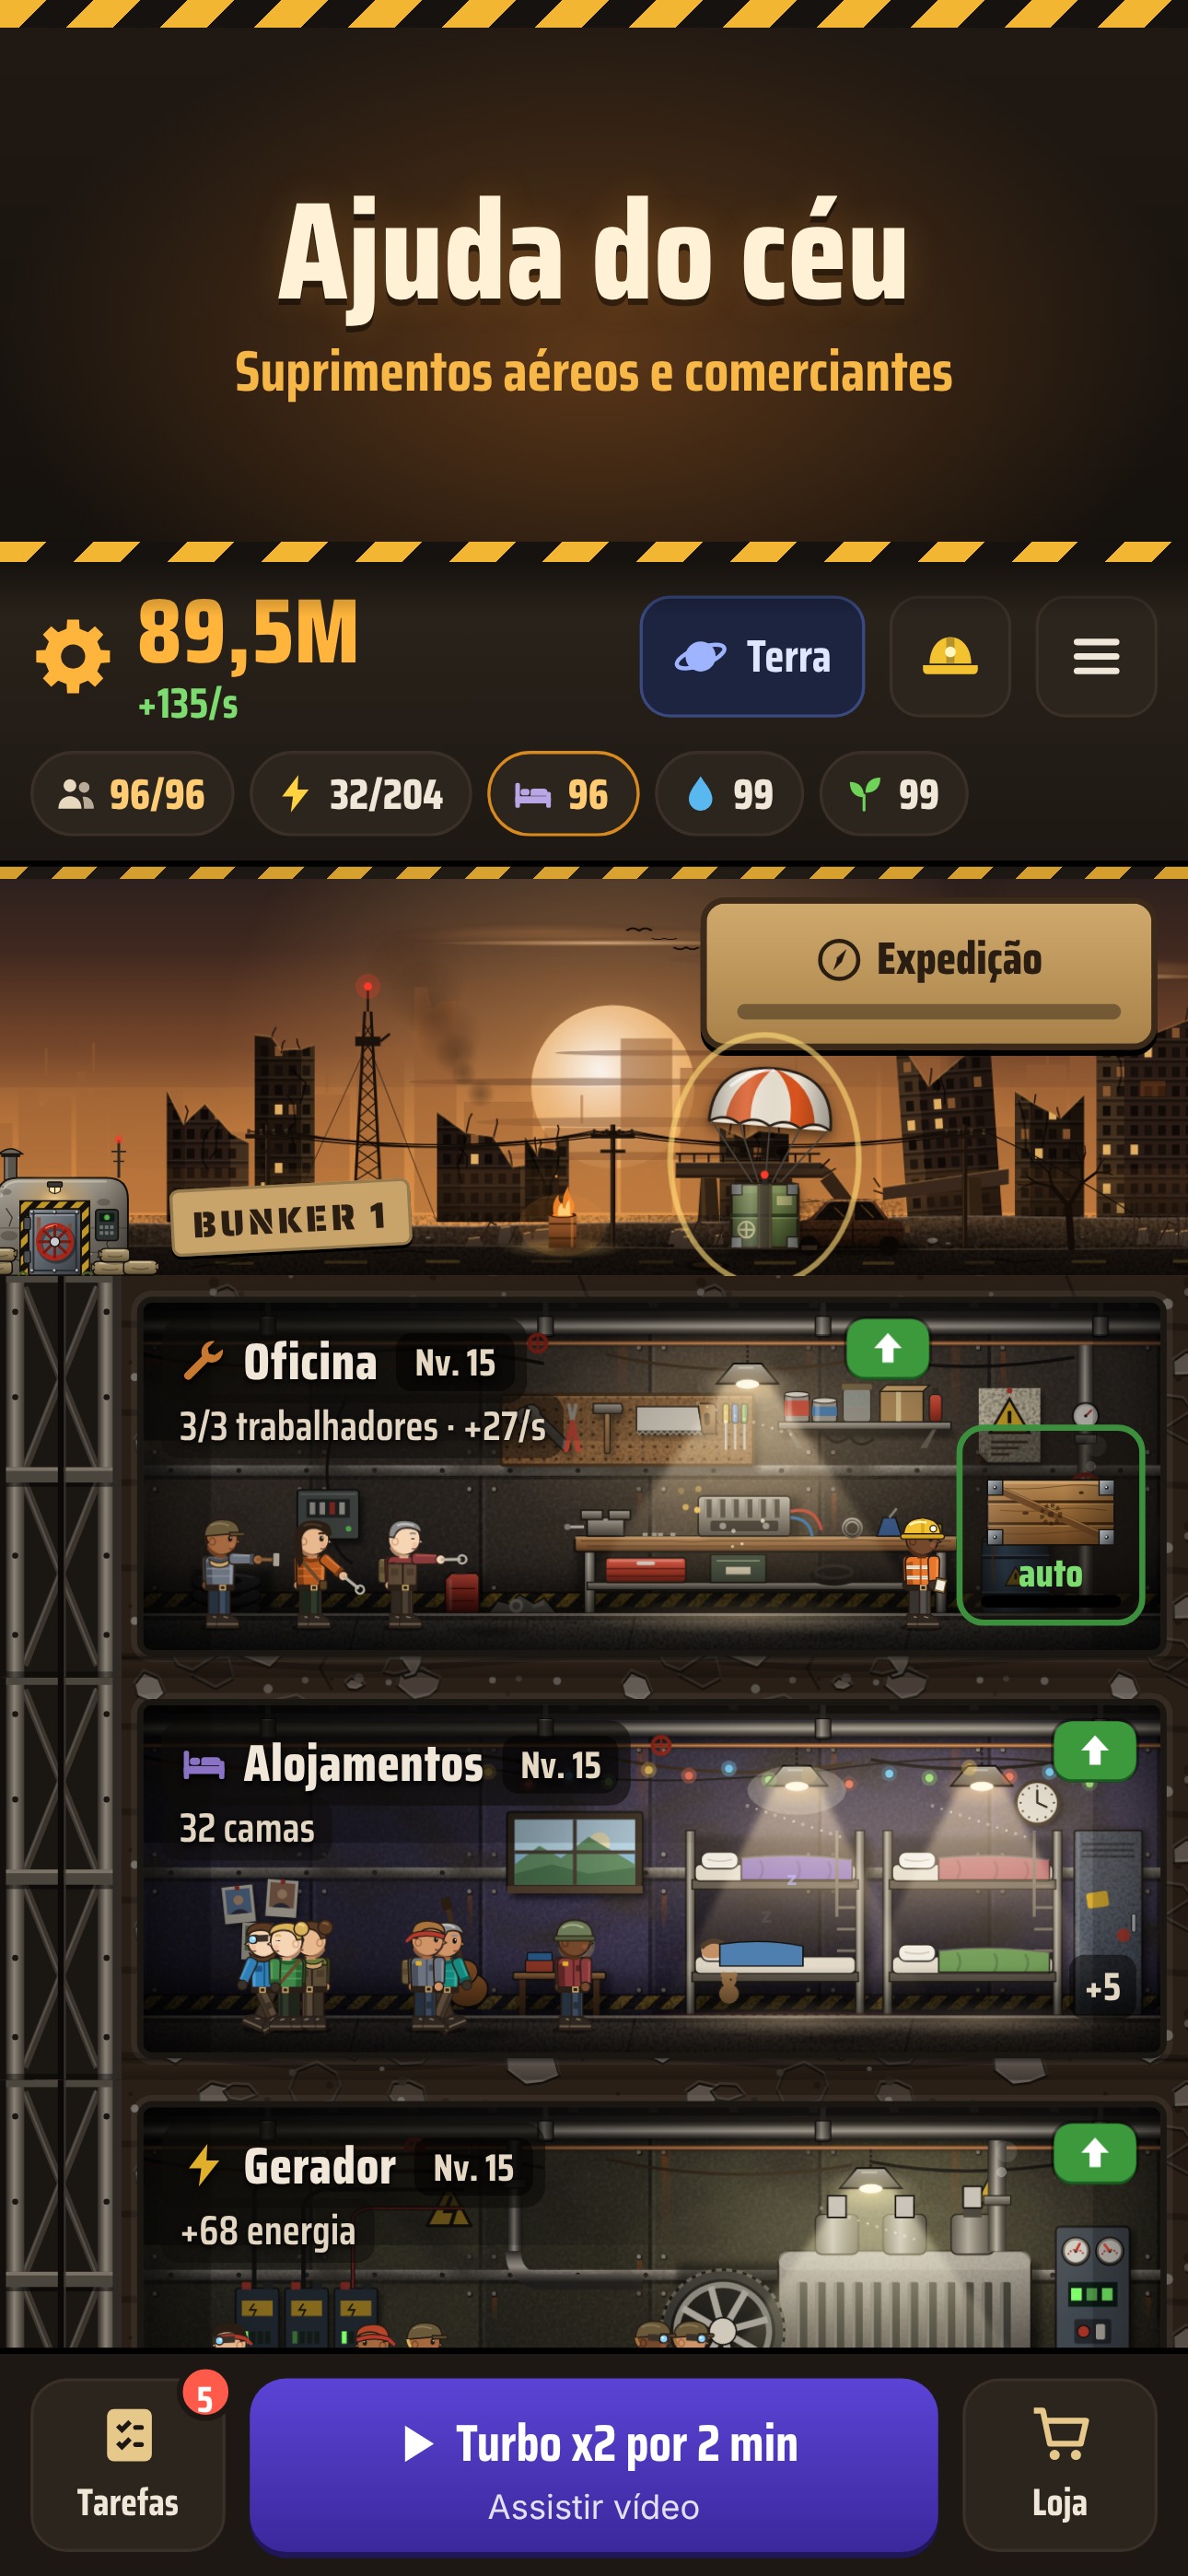 Ajuda do céu
Suprimentos aéreos e comerciantes
89,5M
+135/s
Terra
96/96
32/204
96
99
99
Expedição
BUNKER 1
Oficina Nv. 15
3/3 trabalhadores · +27/s
auto
Alojamentos Nv. 15
32 camas
z
z
+5
Gerador Nv. 15
+68 energia
5
Tarefas
Turbo x2 por 2 min
Assistir vídeo
Loja